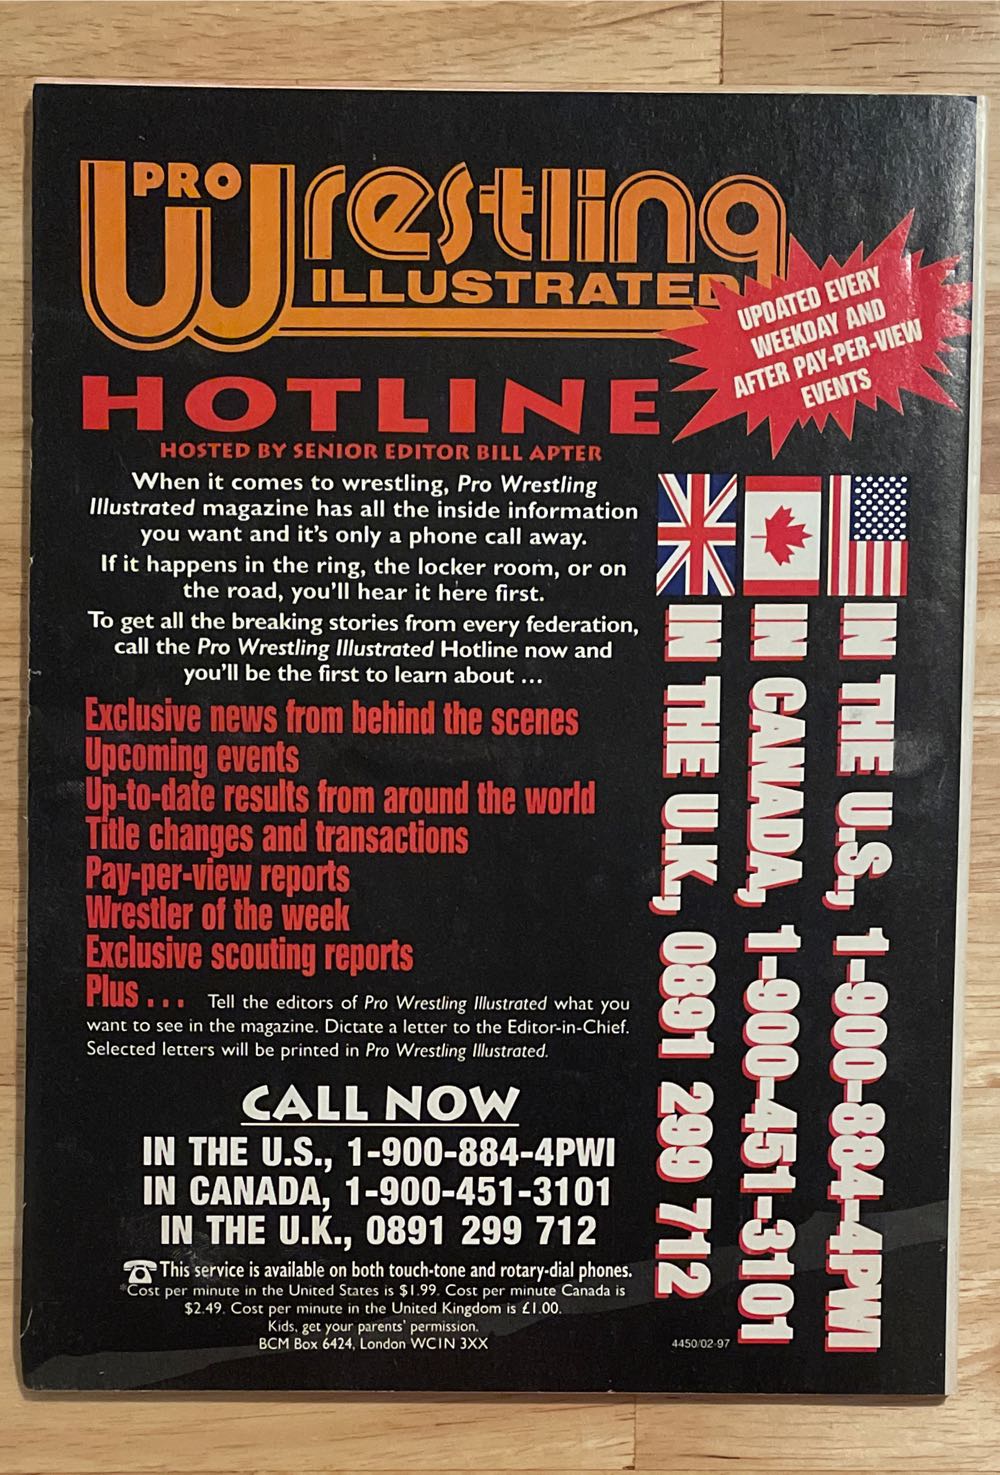 PRO
Wrestling
ILLUSTRATED
UPDATED EVERY
WEEKDAY AND
AFTER PAY-PER-VIEW
EVENTS
HOTLINE
HOSTED BY SENIOR EDITOR BILL APTER
When it comes to wrestling, Pro Wrestling
Illustrated magazine has all the inside information
you want and it's only a phone call away.
If it happens in the ring, the locker room, or on
the road, you'll hear it here first.
To get all the breaking stories from every federation,
call the Pro Wrestling Illustrated Hotline now and
you'll be the first to learn about ...
Exclusive news from behind the scenes
Upcoming events
Up-to-date results from around the world
Title changes and transactions
Pay-per-view reports
Wrestler of the week
Exclusive scouting reports
Plus . . . Tell the editors of Pro Wrestling Illustrated what you
want to see in the magazine. Dictate a letter to the Editor-in-Chief.
Selected letters will be printed in Pro Wrestling Illustrated.
CALL NOW
IN THE U.S., 1-900-884-4PWI
IN CANADA, 1-900-451-3101
IN THE U.K., 0891 299 712
This service is available on both touch-tone and rotary-dial phones.
*Cost per minute in the United States is $1.99. Cost per minute Canada is
$2.49. Cost per minute in the United Kingdom is £1.00.
Kids, get your parents' permission.
BCM Box 6424, London WC1N 3XX
IN THE U.S., 1-900-884-4PWI
IN CANADA, 1-900-451-3101
IN THE U.K., 0891 299 712
4450/02-97